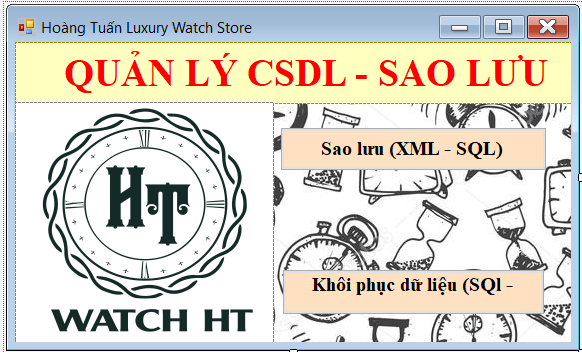 Hoàng Tuấn Luxury Watch Store
QUẢN LÝ CSDL - SAO LƯU
HT
WATCH HT
Sao lưu (XML - SQL)
Khôi phục dữ liệu (SQl -